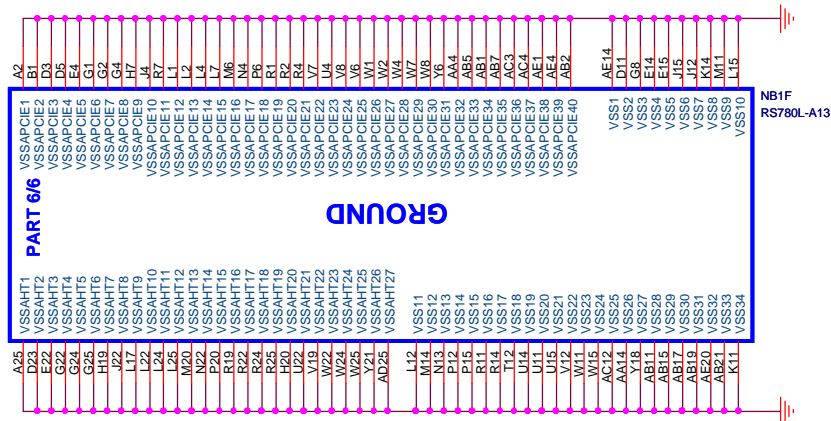 A2
B1
D3
D5
E4
G1
G2
G4
H7
J4
R7
L1
L2
L4
L7
M6
N4
P6
R1
R2
R4
V7
U4
V8
V6
W1
W2
W4
W7
W8
Y6
AA4
AB5
AB1
AB7
AC3
AC4
AE1
AE4
AB2
AE14
D11
G8
E14
E15
J15
J12
K14
M11
L15
NB1F
RS780L-A13
VSSAPCIE1
VSSAPCIE2
VSSAPCIE3
VSSAPCIE4
VSSAPCIE5
VSSAPCIE6
VSSAPCIE7
VSSAPCIE8
VSSAPCIE9
VSSAPCIE10
VSSAPCIE11
VSSAPCIE12
VSSAPCIE13
VSSAPCIE14
VSSAPCIE15
VSSAPCIE16
VSSAPCIE17
VSSAPCIE18
VSSAPCIE19
VSSAPCIE20
VSSAPCIE21
VSSAPCIE22
VSSAPCIE23
VSSAPCIE24
VSSAPCIE25
VSSAPCIE26
VSSAPCIE27
VSSAPCIE28
VSSAPCIE29
VSSAPCIE30
VSSAPCIE31
VSSAPCIE32
VSSAPCIE33
VSSAPCIE34
VSSAPCIE35
VSSAPCIE36
VSSAPCIE37
VSSAPCIE38
VSSAPCIE39
VSSAPCIE40
VSS1
VSS2
VSS3
VSS4
VSS5
VSS6
VSS7
VSS8
VSS9
VSS10
PART 6/6
GROUND
VSSAHT1
VSSAHT2
VSSAHT3
VSSAHT4
VSSAHT5
VSSAHT6
VSSAHT7
VSSAHT8
VSSAHT9
VSSAHT10
VSSAHT11
VSSAHT12
VSSAHT13
VSSAHT14
VSSAHT15
VSSAHT16
VSSAHT17
VSSAHT18
VSSAHT19
VSSAHT20
VSSAHT21
VSSAHT22
VSSAHT23
VSSAHT24
VSSAHT25
VSSAHT26
VSSAHT27
VSS11
VSS12
VSS13
VSS14
VSS15
VSS16
VSS17
VSS18
VSS19
VSS20
VSS21
VSS22
VSS23
VSS24
VSS25
VSS26
VSS27
VSS28
VSS29
VSS30
VSS31
VSS32
VSS33
VSS34
A25
D23
E22
G22
G24
G25
H19
J22
L17
L22
L24
L25
M20
N22
P20
R19
R22
R24
R25
H20
U22
V19
W22
W24
W25
Y21
AD25
L12
M14
N13
P12
P15
R11
R14
T12
U14
U11
U15
V12
W11
W15
AC12
AA14
Y18
AB11
AB15
AB17
AB19
AE20
AB21
K11